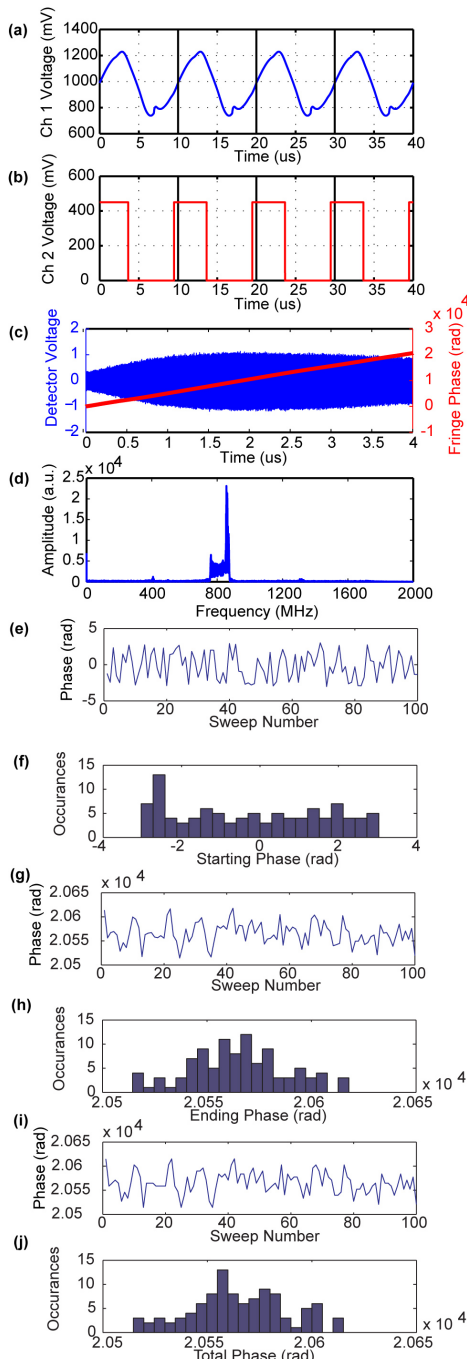 (a)
Ch 1 Voltage (mV)
1400
1200
1000
800
600
0 5 10 15 20 25 30 35 40
Time (us)
(b)
Ch 2 Voltage (mV)
600
400
200
0
0 5 10 15 20 25 30 35 40
Time (us)
(c)
Detector Voltage
2
1
0
-1
-2
Fringe Phase (rad)
x 10 4
3
2
1
0
-1
0 0.5 1 1.5 2 2.5 3 3.5 4
Time (us)
(d)
x 10 4
Amplitude (a.u.)
2.5
2
1.5
1
0.5
0
0 400 800 1200 1600 2000
Frequency (MHz)
(e)
Phase (rad)
5
0
-5
0 20 40 60 80 100
Sweep Number
(f)
Occurances
15
10
5
0
-4 -2 0 2 4
Starting Phase (rad)
(g)
x 10 4
Phase (rad)
2.065
2.06
2.055
2.05
0 20 40 60 80 100
Sweep Number
(h)
Occurances
15
10
5
0
2.05 2.055 2.06 2.065
x 10 4
Ending Phase (rad)
(i)
x 10 4
Phase (rad)
2.065
2.06
2.055
2.05
0 20 40 60 80 100
Sweep Number
(j)
Occurances
15
10
5
0
2.05 2.055 2.06 2.065
x 10 4
Total Phase (rad)